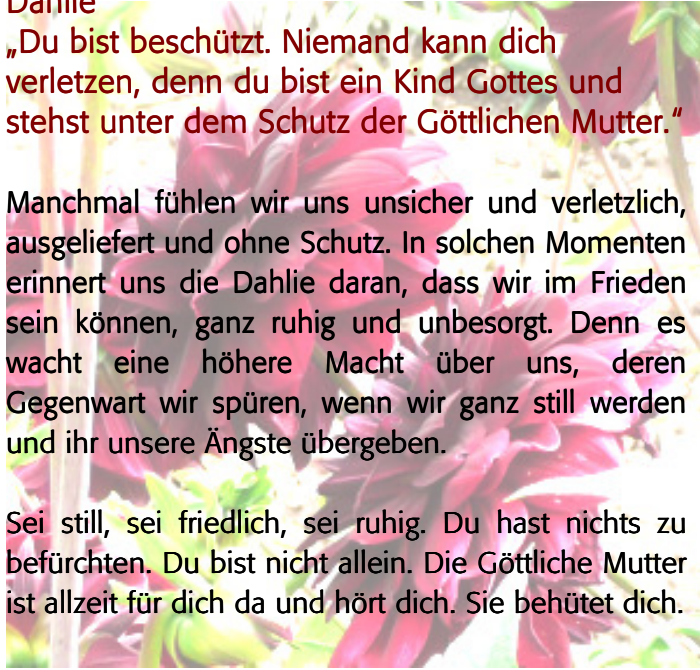 Dahlie
„Du bist beschützt. Niemand kann dich
verletzen, denn du bist ein Kind Gottes und
stehst unter dem Schutz der Göttlichen Mutter.“
Manchmal fühlen wir uns unsicher und verletzlich,
ausgeliefert und ohne Schutz. In solchen Momenten
erinnert uns die Dahlie daran, dass wir im Frieden
sein können, ganz ruhig und unbesorgt. Denn es
wacht eine höhere Macht über uns, deren
Gegenwart wir spüren, wenn wir ganz still werden
und ihr unsere Ängste übergeben.
Sei still, sei friedlich, sei ruhig. Du hast nichts zu
befürchten. Du bist nicht allein. Die Göttliche Mutter
ist allzeit für dich da und hört dich. Sie behütet dich.